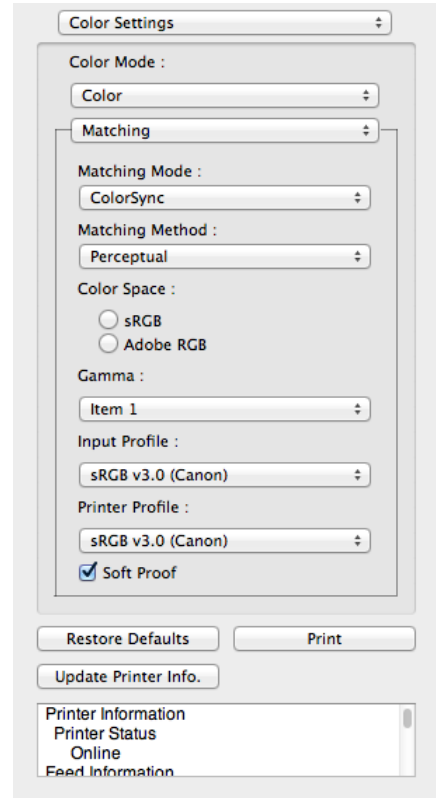 Color Settings
Color Mode :
Color
Matching
Matching Mode :
ColorSync
Matching Method :
Perceptual
Color Space :
sRGB
Adobe RGB
Gamma :
Item 1
Input Profile :
sRGB v3.0 (Canon)
Printer Profile :
sRGB v3.0 (Canon)
Soft Proof
Restore Defaults Print
Update Printer Info.
Printer Information
Printer Status
Online
Feed Information